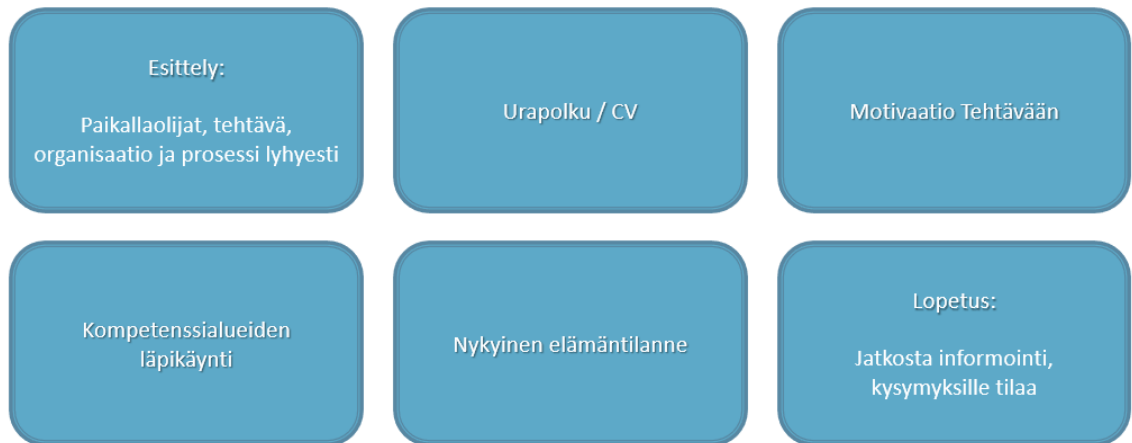 Esittely:
Paikallaolijat, tehtävä,
organisaatio ja prosessi lyhyesti
Urapolku / CV
Motivaatio Tehtävään
Kompetenssialueiden
läpikäynti
Nykyinen elämäntilanne
Lopetus:
Jatkosta informointi,
kysymyksille tilaa